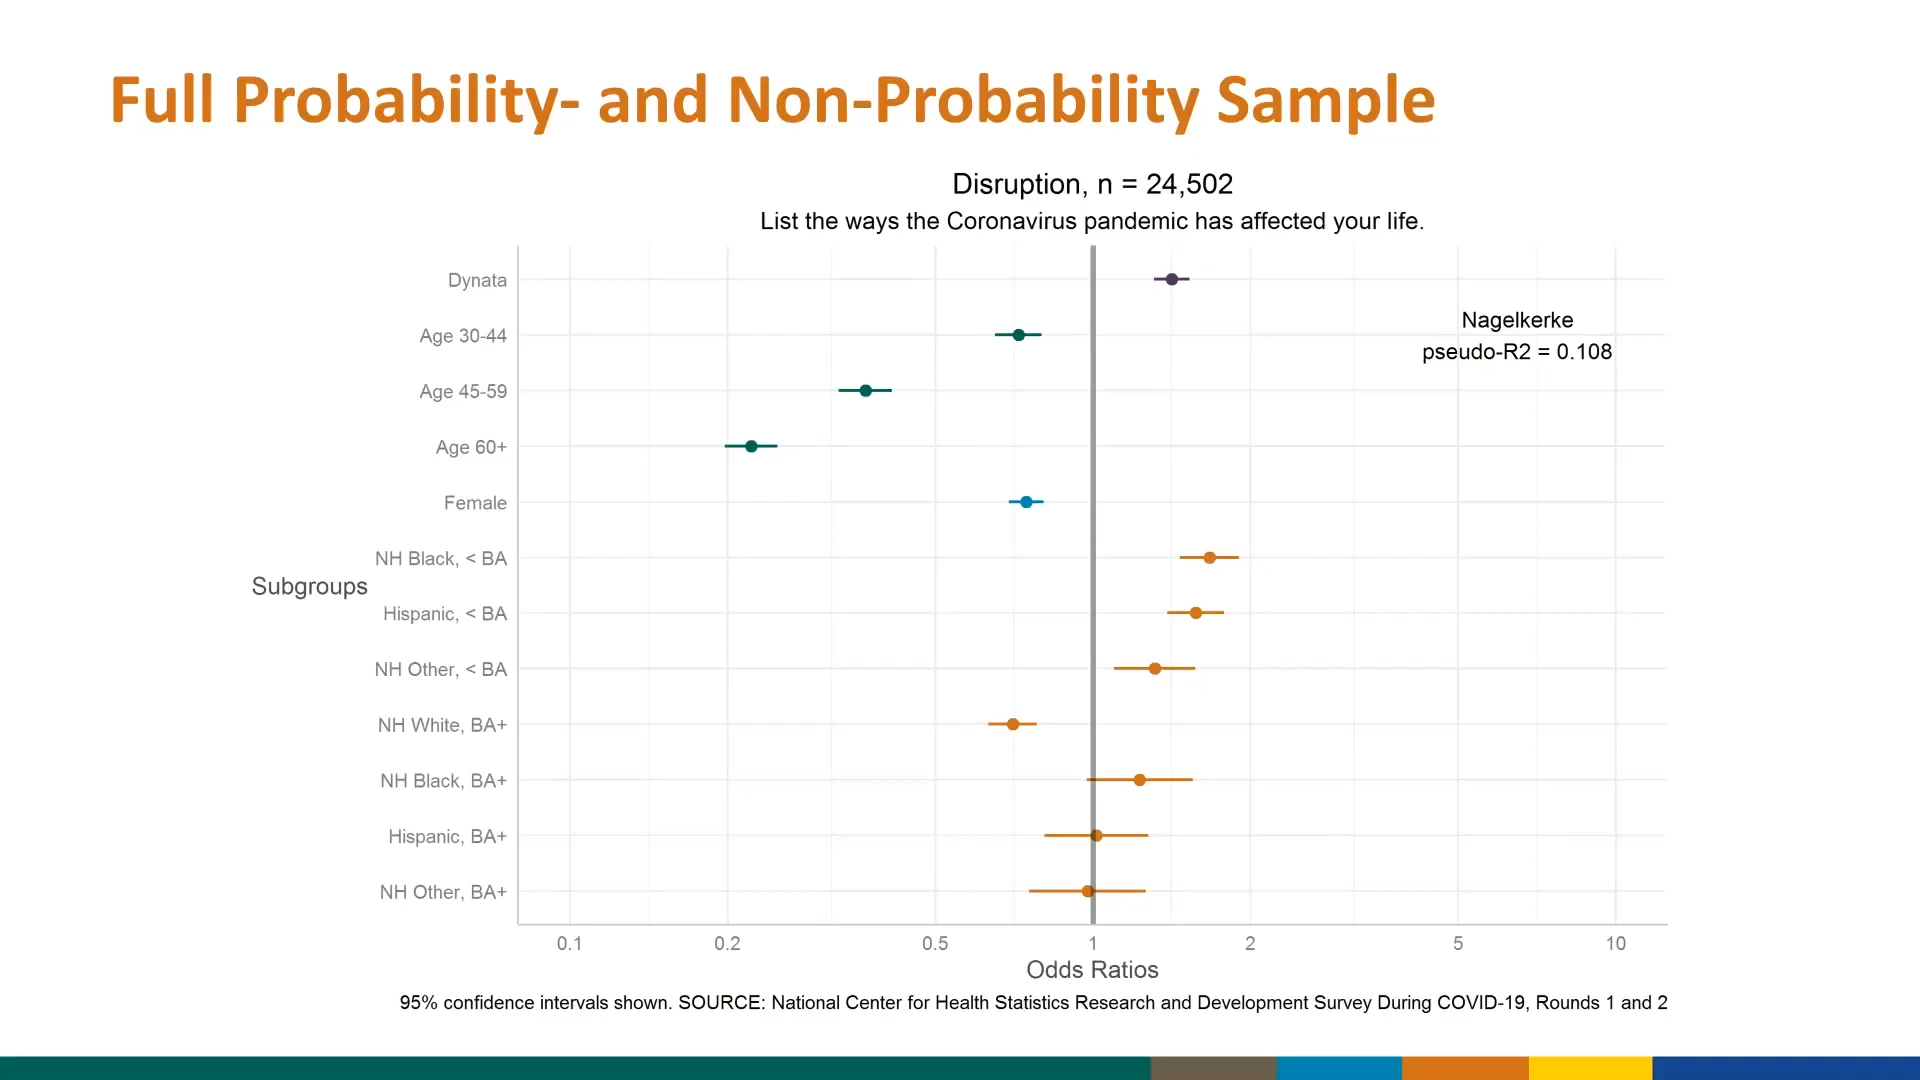 Full Probability- and Non-Probability Sample
Disruption, n = 24,502
List the ways the Coronavirus pandemic has affected your life.
Dynata
Nagelkerke
pseudo-R2 = 0.108
Age 30-44
Age 45-59
Age 60+
Female
Subgroups
NH Black, < BA
Hispanic, < BA
NH Other, < BA
NH White, BA+
NH Black, BA+
Hispanic, BA+
NH Other, BA+
0.1 0.2 0.5 1 2 5 10
Odds Ratios
95% confidence intervals shown. SOURCE: National Center for Health Statistics Research and Development Survey During COVID-19, Rounds 1 and 2